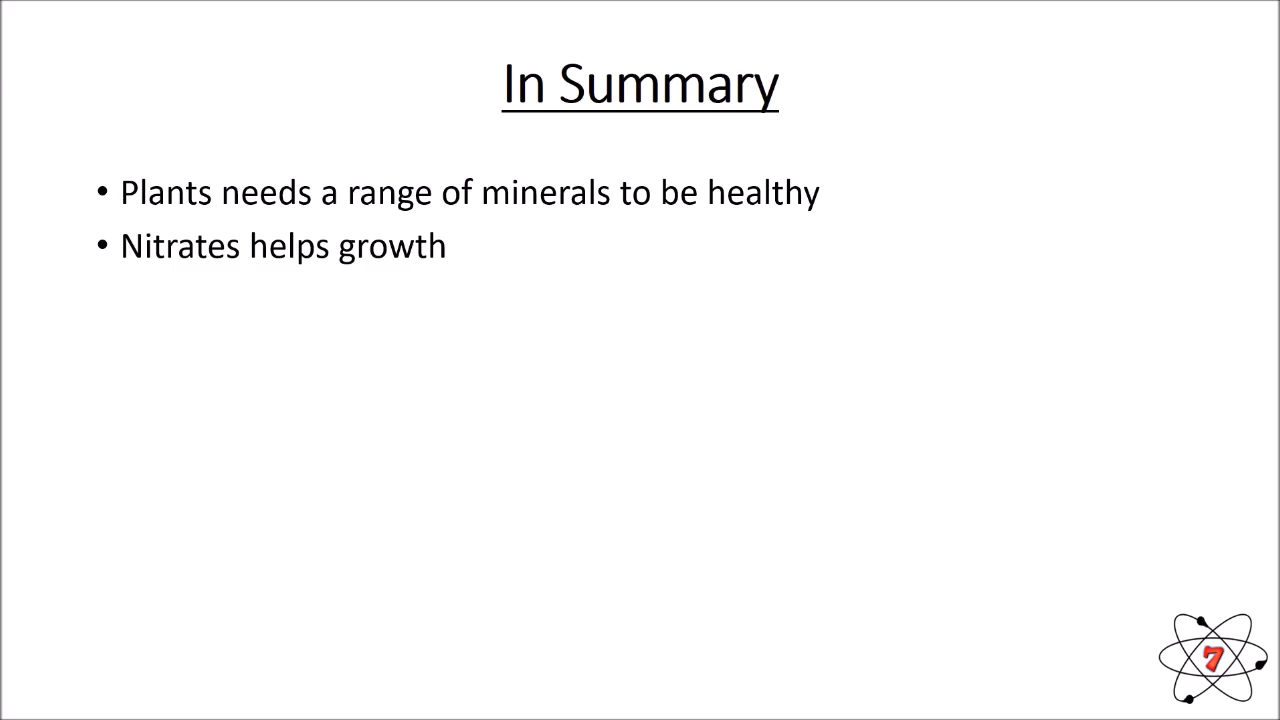 In Summary
• Plants needs a range of minerals to be healthy
• Nitrates helps growth
7